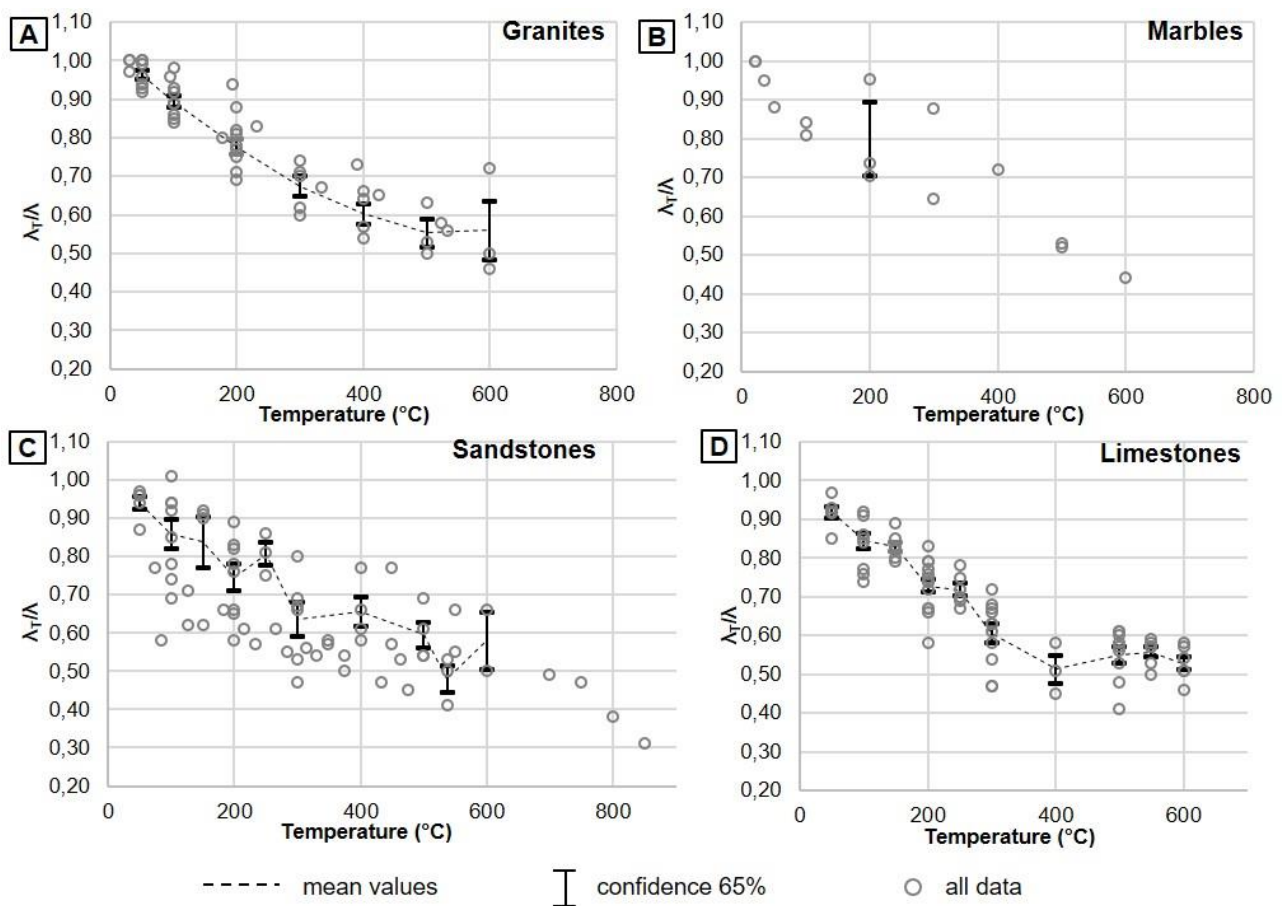 A
Granites
1,10
1,00
0,90
0,80
0,70
0,60
0,50
0,40
0,30
0,20
λT/λ
0 200 400 600 800
Temperature (°C)
B
Marbles
1,10
1,00
0,90
0,80
0,70
0,60
0,50
0,40
0,30
0,20
λT/λ
0 200 400 600 800
Temperature (°C)
C
Sandstones
1,10
1,00
0,90
0,80
0,70
0,60
0,50
0,40
0,30
0,20
λT/λ
0 200 400 600 800
Temperature (°C)
D
Limestones
1,10
1,00
0,90
0,80
0,70
0,60
0,50
0,40
0,30
0,20
λT/λ
0 200 400 600
Temperature (°C)
mean values confidence 65% all data